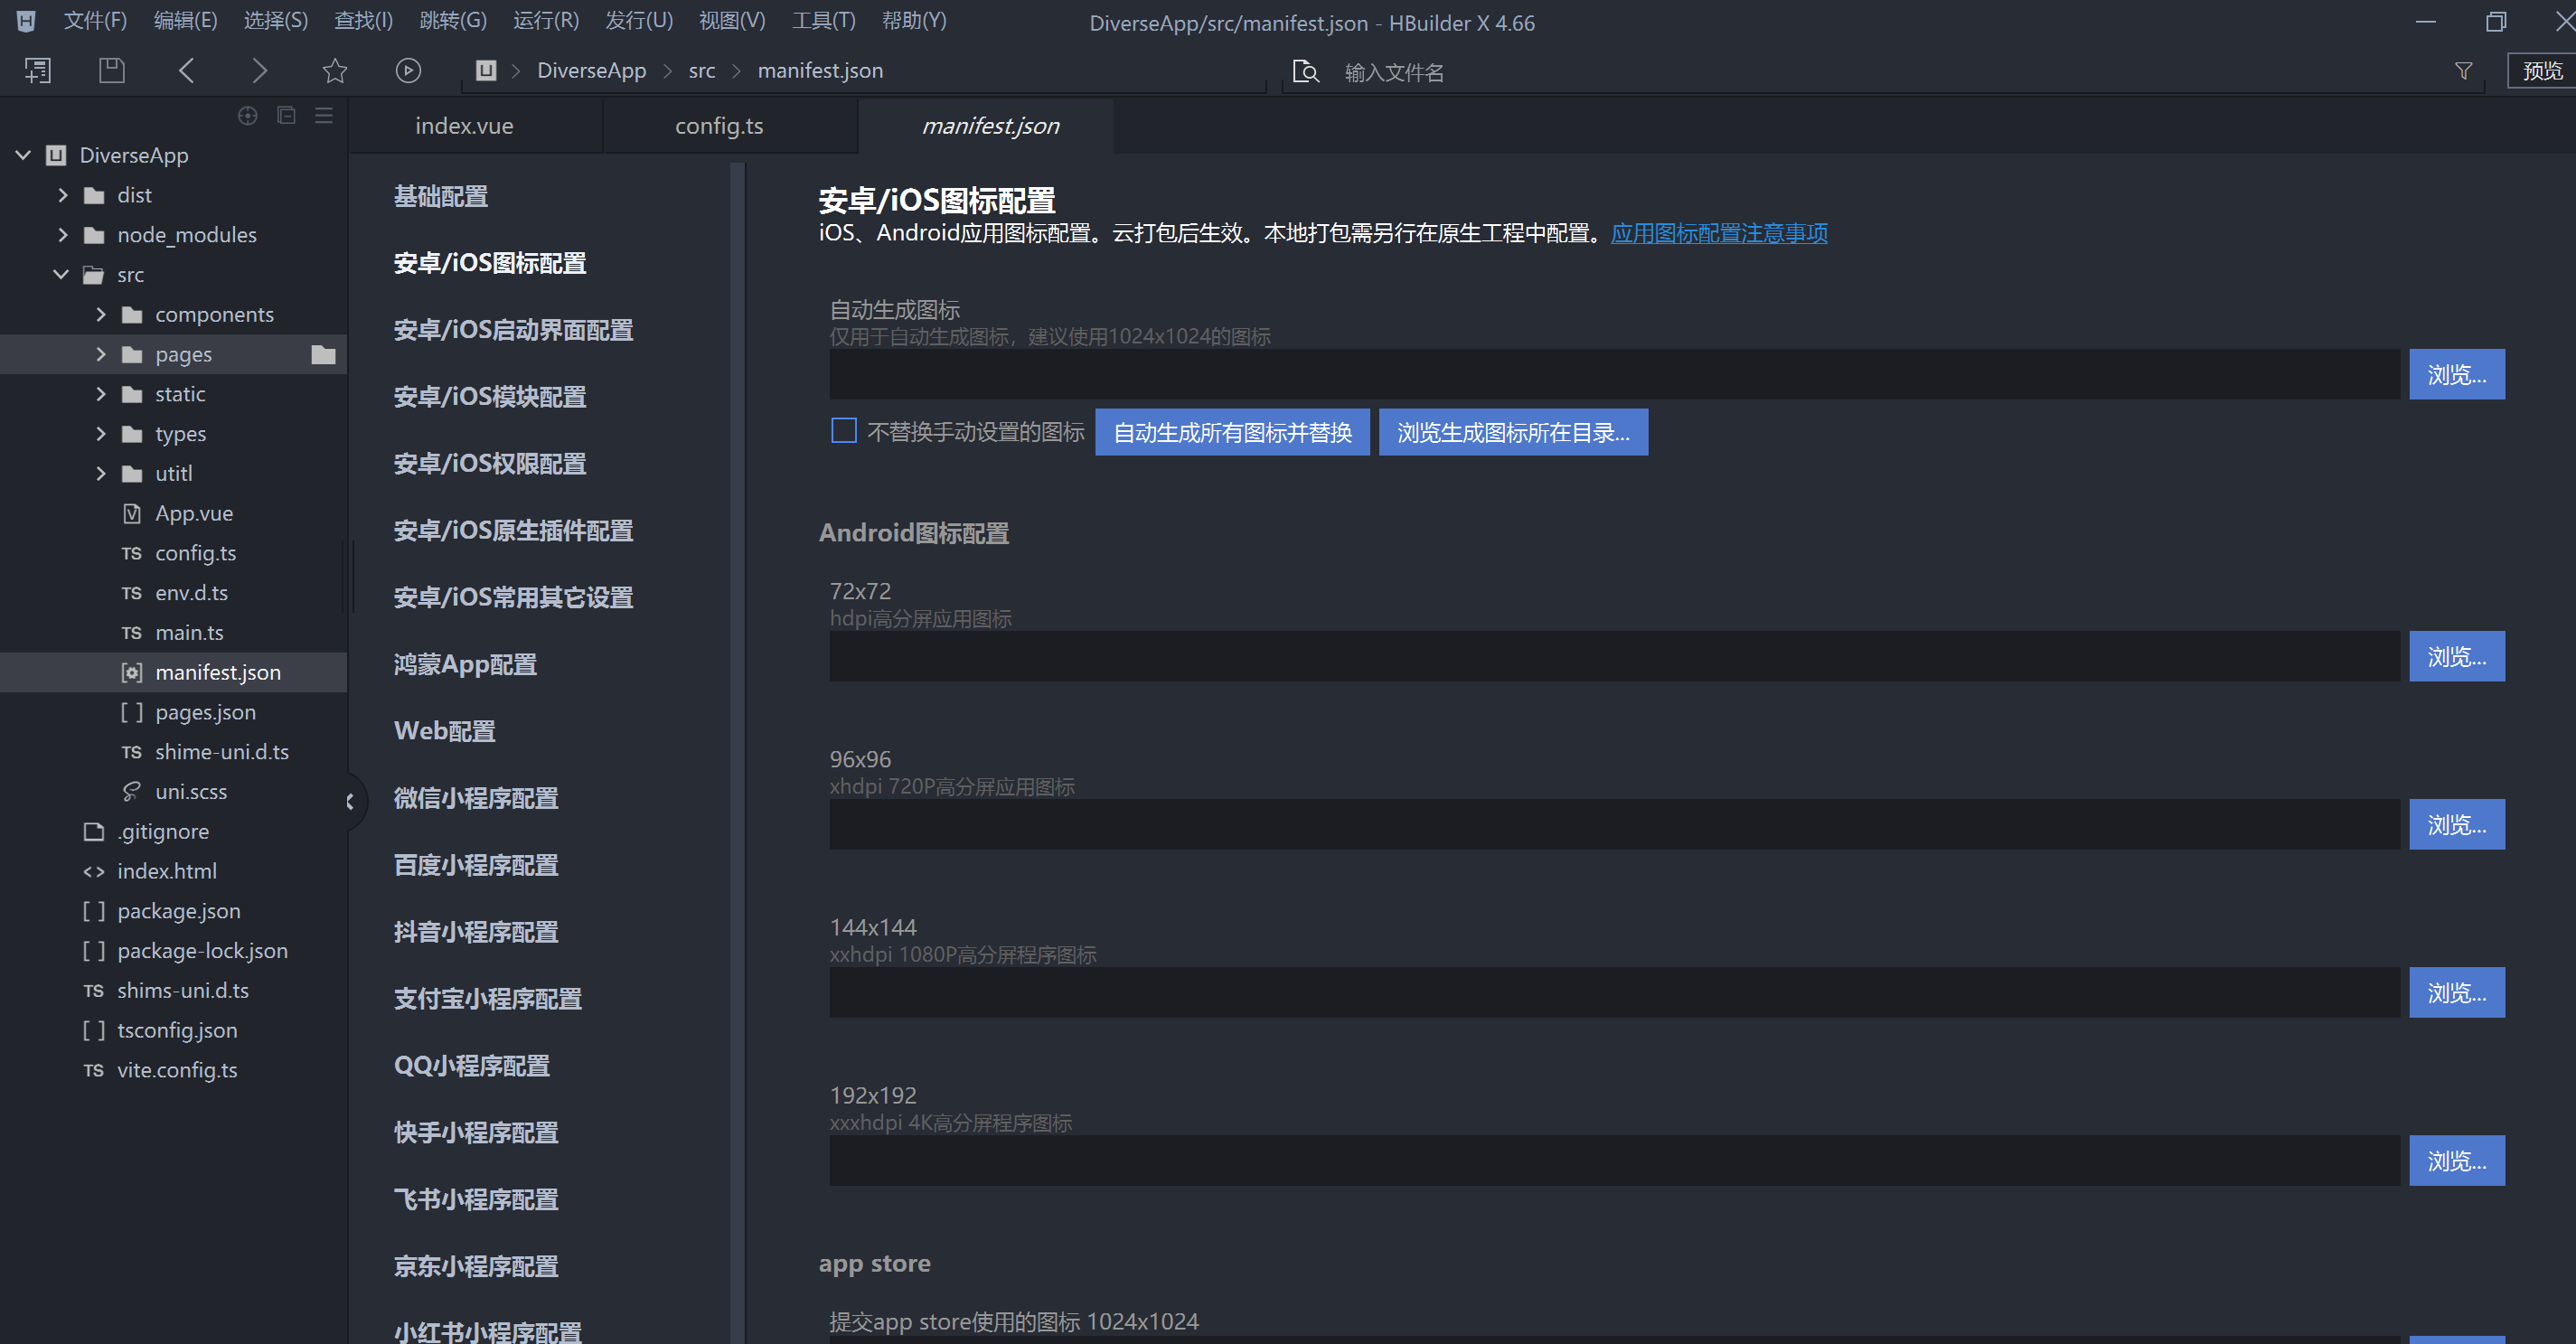 文件(F) 编辑(E) 选择(S) 查找(I) 跳转(G) 运行(R) 发行(U) 视图(V) 工具(T) 帮助(Y)
DiverseApp/src/manifest.json - HBuilder X 4.66
DiverseApp
src
manifest.json
输入文件名
预览
DiverseApp
dist
node_modules
src
components
pages
static
types
utitl
App.vue
TS config.ts
TS env.d.ts
TS main.ts
manifest.json
[ ] pages.json
TS shime-uni.d.ts
uni.scss
.gitignore
<> index.html
[ ] package.json
[ ] package-lock.json
TS shims-uni.d.ts
[ ] tsconfig.json
TS vite.config.ts
index.vue
config.ts
manifest.json
基础配置
安卓/iOS图标配置
安卓/iOS启动界面配置
安卓/iOS模块配置
安卓/iOS权限配置
安卓/iOS原生插件配置
安卓/iOS常用其它设置
鸿蒙App配置
Web配置
微信小程序配置
百度小程序配置
抖音小程序配置
支付宝小程序配置
QQ小程序配置
快手小程序配置
飞书小程序配置
京东小程序配置
小红书小程序配置
安卓/iOS图标配置
iOS、Android应用图标配置。云打包后生效。本地打包需另行在原生工程中配置。应用图标配置注意事项
自动生成图标
仅用于自动生成图标，建议使用1024x1024的图标
浏览...
不替换手动设置的图标
自动生成所有图标并替换
浏览生成图标所在目录...
Android图标配置
72x72
hdpi高分屏应用图标
浏览...
96x96
xhdpi 720P高分屏应用图标
浏览...
144x144
xxhdpi 1080P高分屏程序图标
浏览...
192x192
xxxhdpi 4K高分屏程序图标
浏览...
app store
提交app store使用的图标 1024x1024